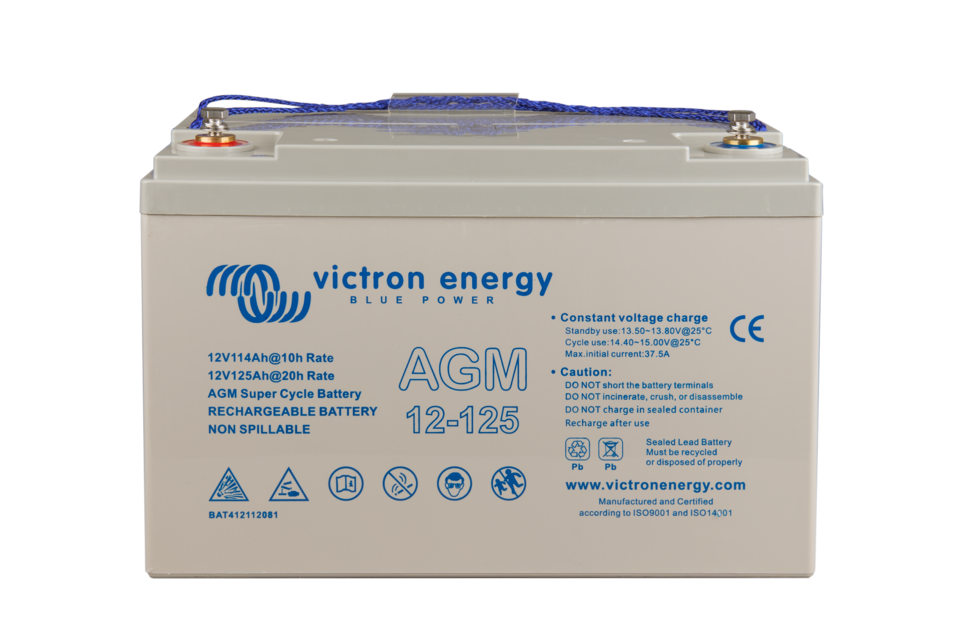 victron energy
BLUE POWER
12V114Ah@10h Rate
12V125Ah@20h Rate
AGM Super Cycle Battery
RECHARGEABLE BATTERY
NON SPILLABLE
AGM
12-125
BAT412112081
• Constant voltage charge
Standby use:13.50~13.80V@25°C
Cycle use:14.40~15.00V@25°C
Max.initial current:37.5A
CE
• Caution:
DO NOT short the battery terminals
DO NOT incinerate, crush, or disassemble
DO NOT charge in sealed container
Recharge after use
Pb Pb
Sealed Lead Battery
Must be recycled
or disposed of properly
www.victronenergy.com
Manufactured and Certified
according to ISO9001 and ISO14001